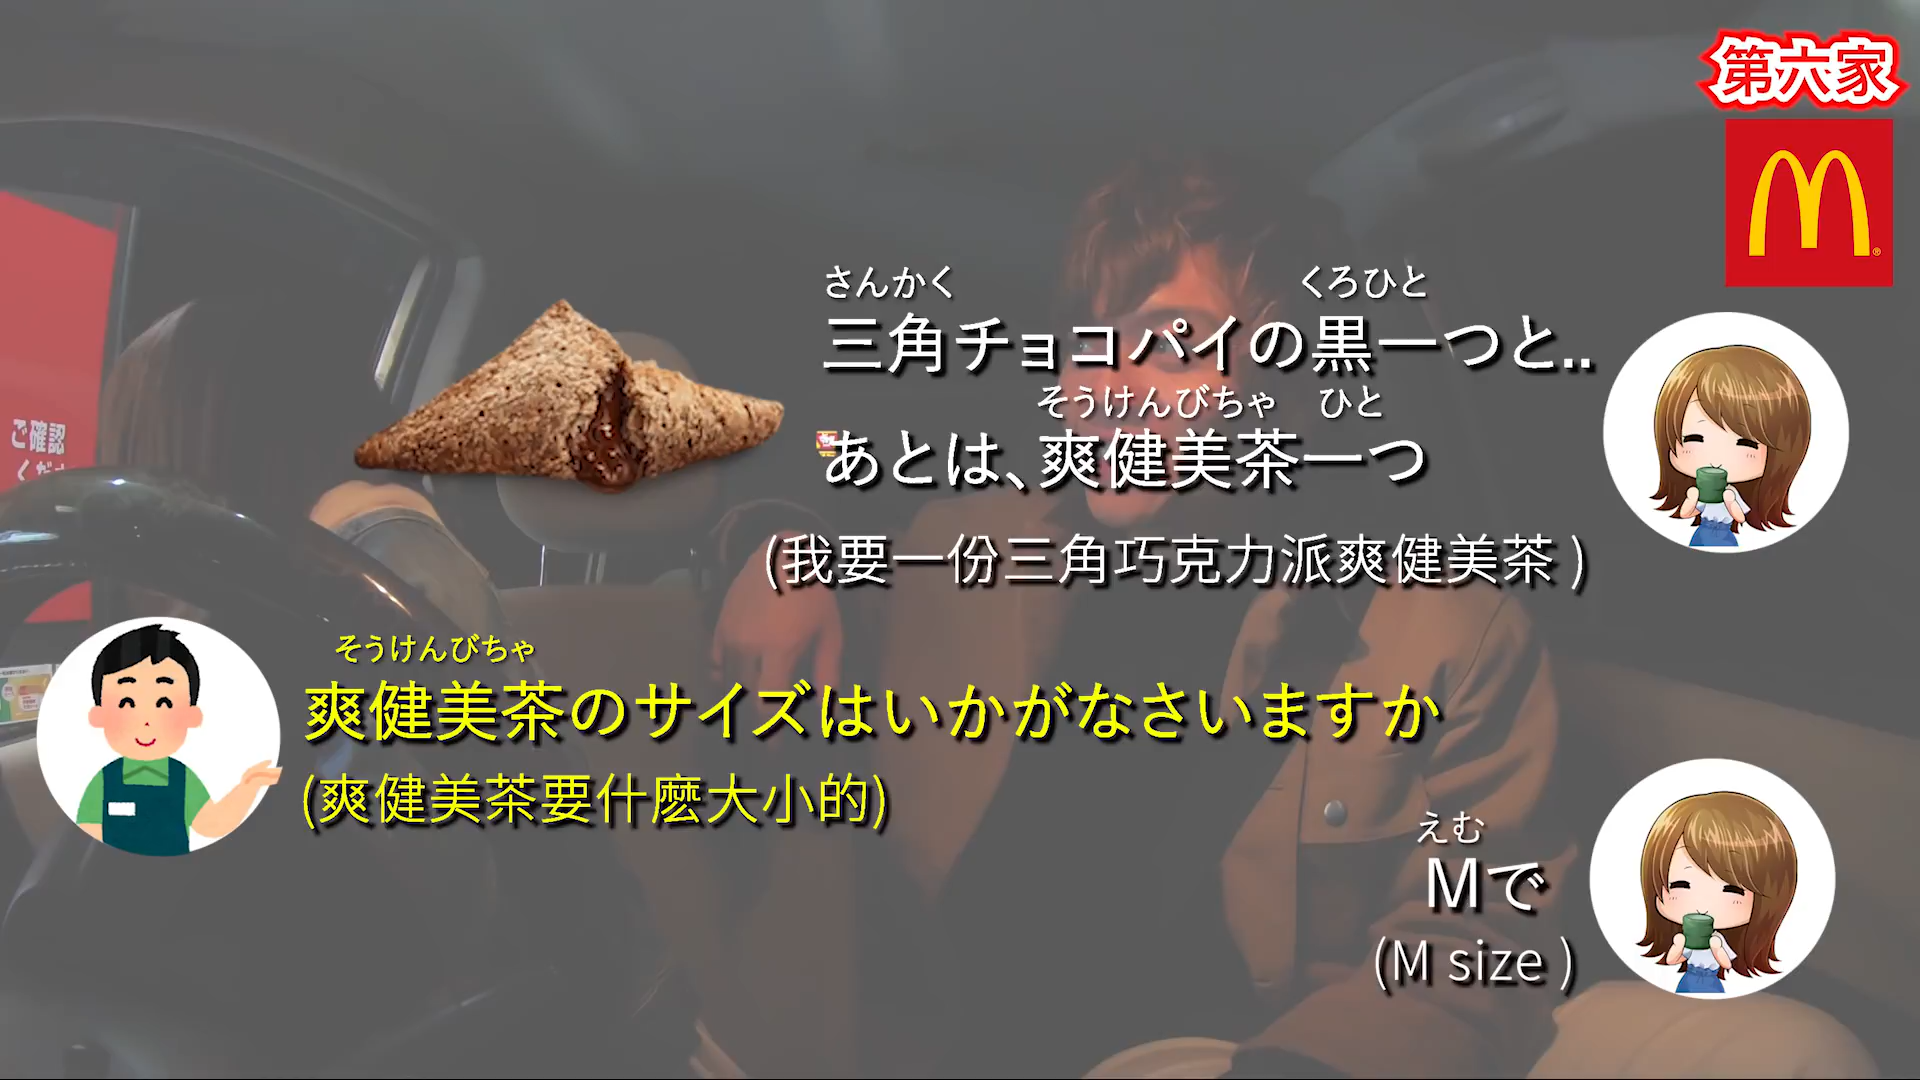 第六家
さんかく くろひと
三角チョコパイの黒一つと..
そうけんびちゃ ひと
あとは、爽健美茶一つ
(我要一份三角巧克力派爽健美茶 )
ご確認
そうけんびちゃ
爽健美茶のサイズはいかがなさいますか
(爽健美茶要什麽大小的)
えむ
Mで
(M size )